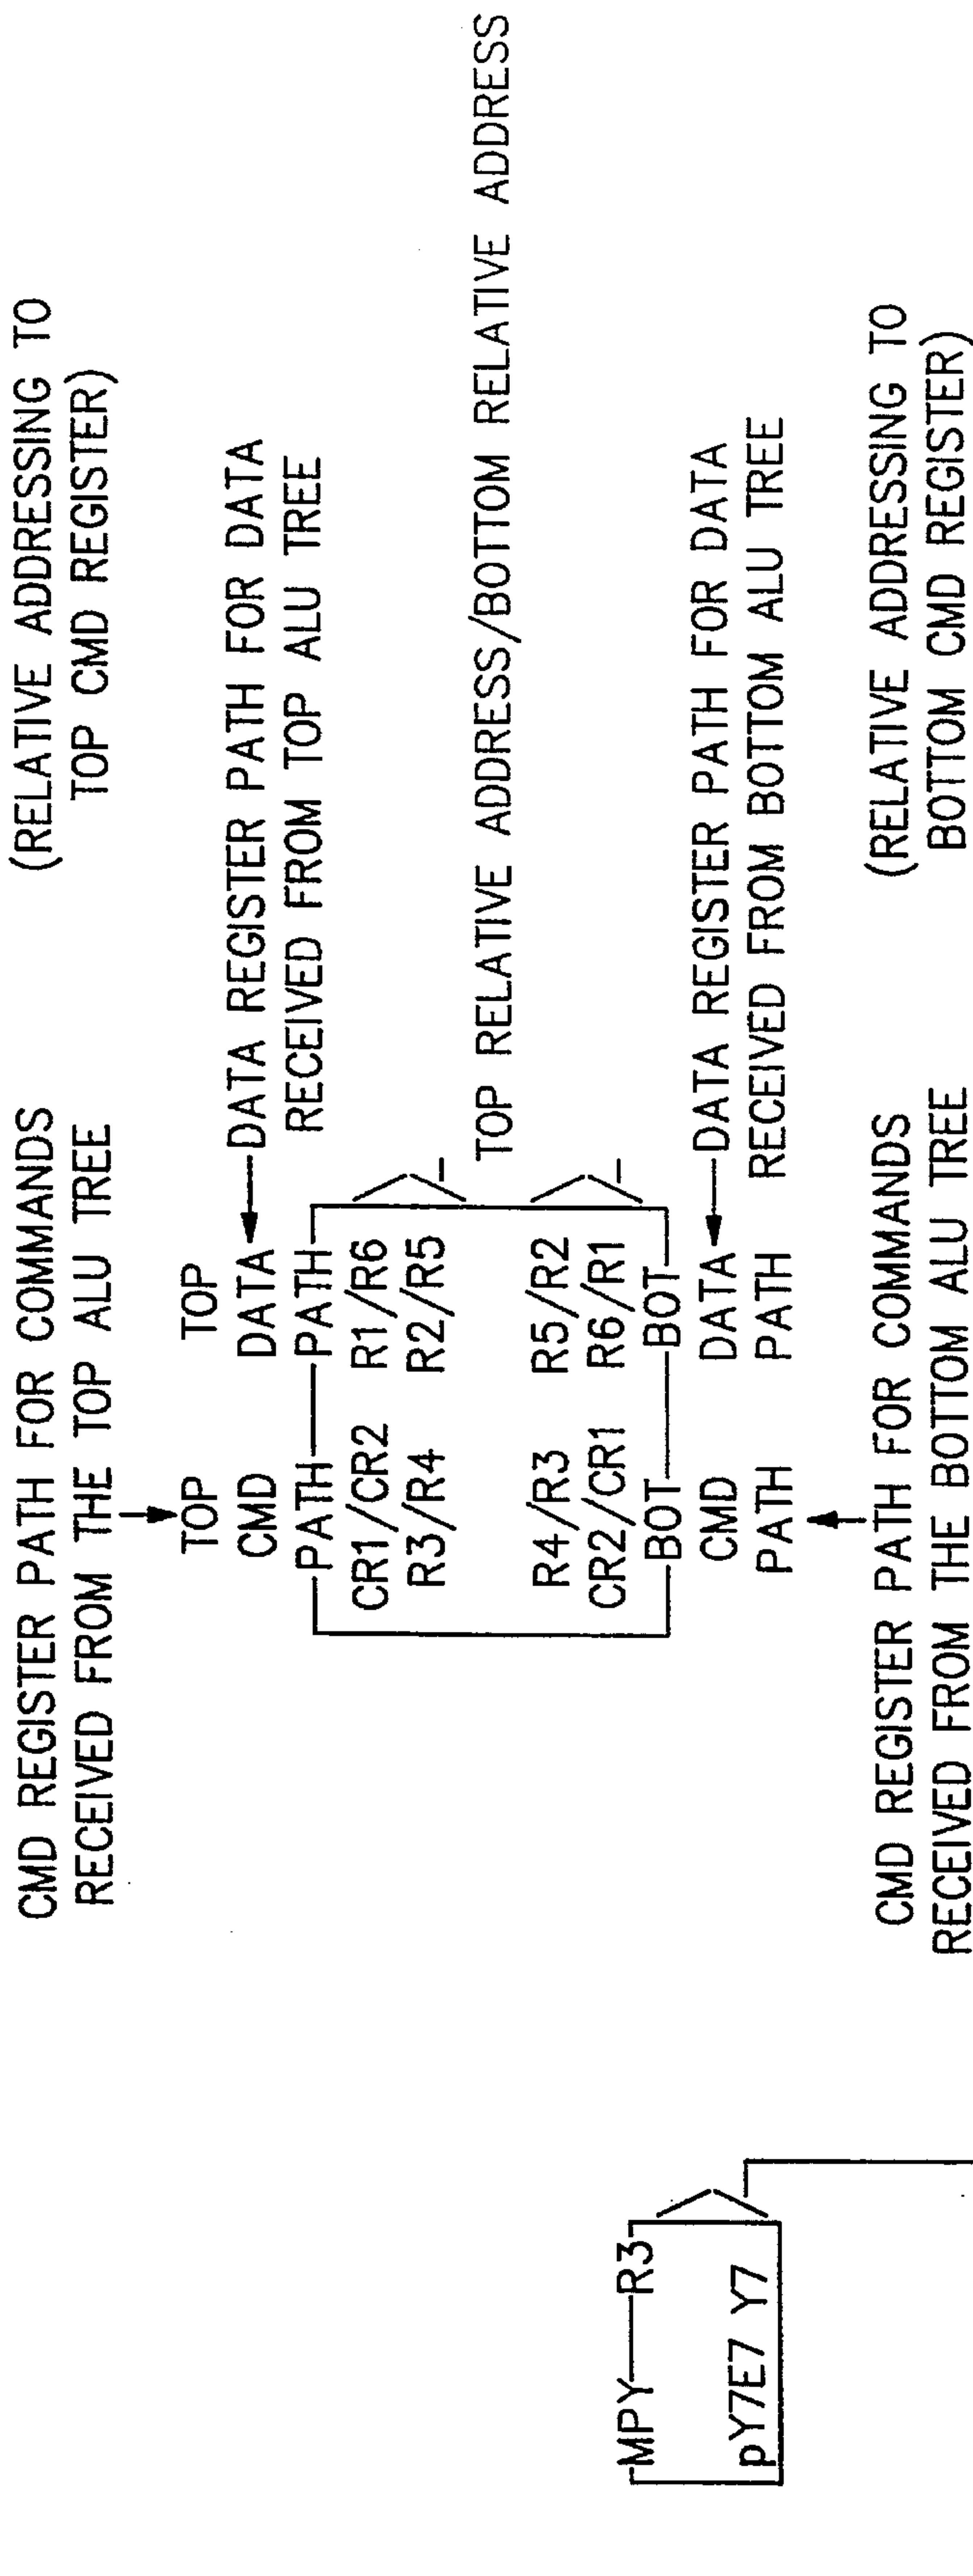 CMD REGISTER PATH FOR COMMANDS (RELATIVE ADDRESSING TO
RECEIVED FROM THE TOP ALU TREE TOP CMD REGISTER)
TOP TOP
CMD DATA DATA REGISTER PATH FOR DATA
PATH PATH RECEIVED FROM TOP ALU TREE
CR1/CR2 R1/R6
R3/R4 R2/R5
TOP RELATIVE ADDRESS/BOTTOM RELATIVE ADDRESS
R4/R3 R5/R2
CR2/CR1 R6/R1
BOT BOT
CMD DATA DATA REGISTER PATH FOR DATA
PATH PATH RECEIVED FROM BOTTOM ALU TREE
CMD REGISTER PATH FOR COMMANDS (RELATIVE ADDRESSING TO
RECEIVED FROM THE BOTTOM ALU TREE BOTTOM CMD REGISTER)
MPY R3
pY7E7 Y7